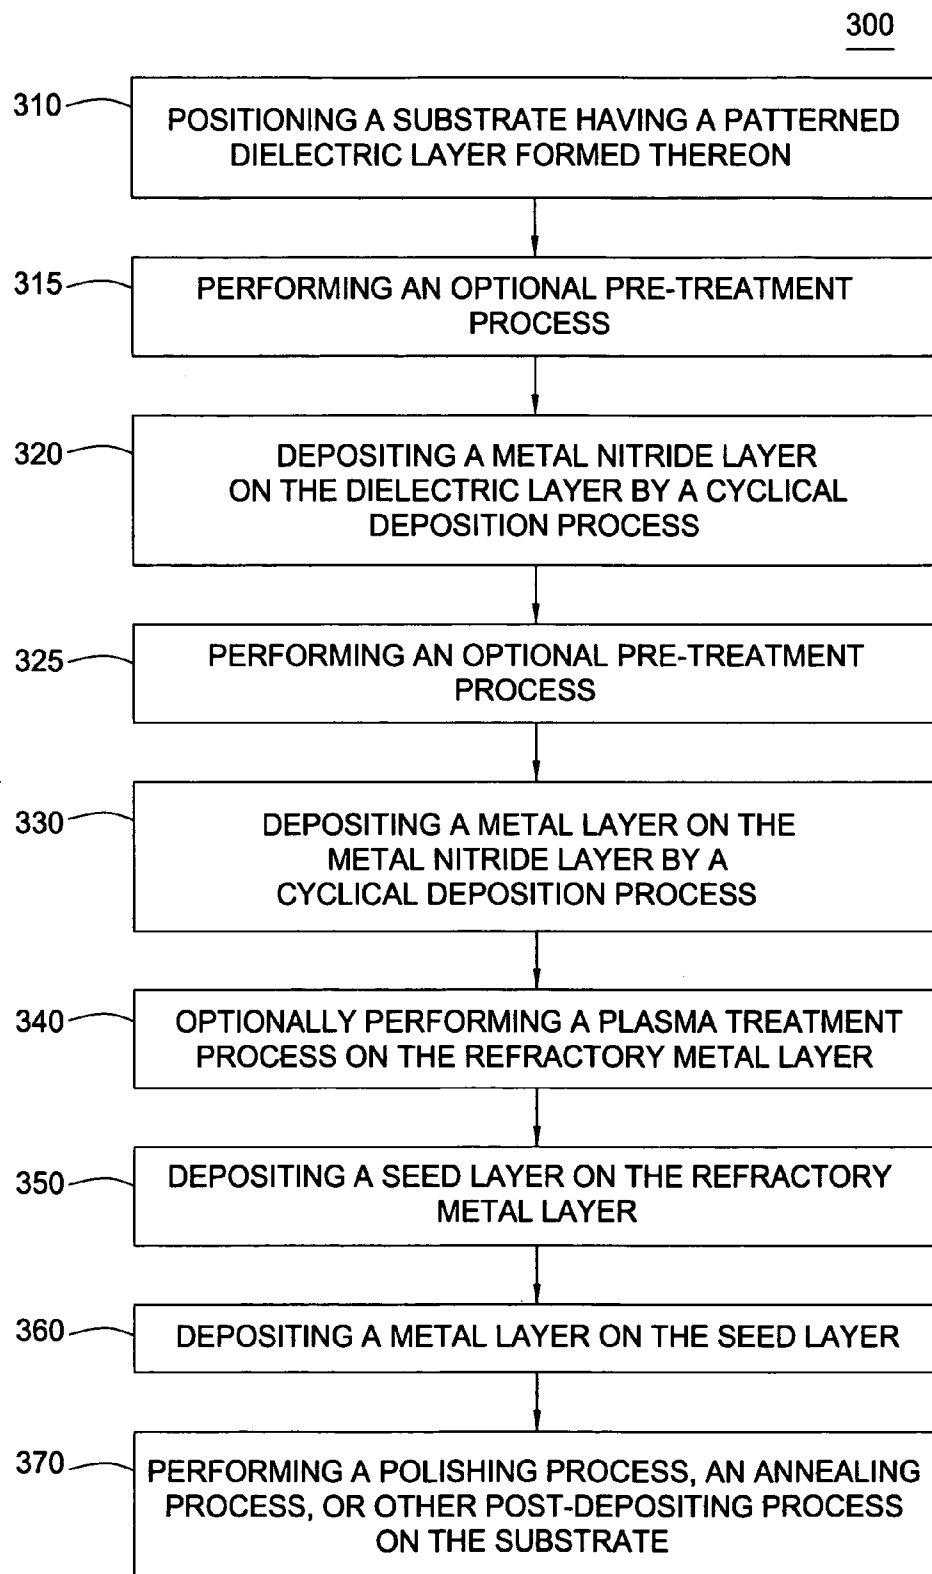 300
310
POSITIONING A SUBSTRATE HAVING A PATTERNED
DIELECTRIC LAYER FORMED THEREON
315
PERFORMING AN OPTIONAL PRE-TREATMENT
PROCESS
320
DEPOSITING A METAL NITRIDE LAYER
ON THE DIELECTRIC LAYER BY A CYCLICAL
DEPOSITION PROCESS
325
PERFORMING AN OPTIONAL PRE-TREATMENT
PROCESS
330
DEPOSITING A METAL LAYER ON THE
METAL NITRIDE LAYER BY A
CYCLICAL DEPOSITION PROCESS
340
OPTIONALLY PERFORMING A PLASMA TREATMENT
PROCESS ON THE REFRACTORY METAL LAYER
350
DEPOSITING A SEED LAYER ON THE REFRACTORY
METAL LAYER
360
DEPOSITING A METAL LAYER ON THE SEED LAYER
370
PERFORMING A POLISHING PROCESS, AN ANNEALING
PROCESS, OR OTHER POST-DEPOSITING PROCESS
ON THE SUBSTRATE